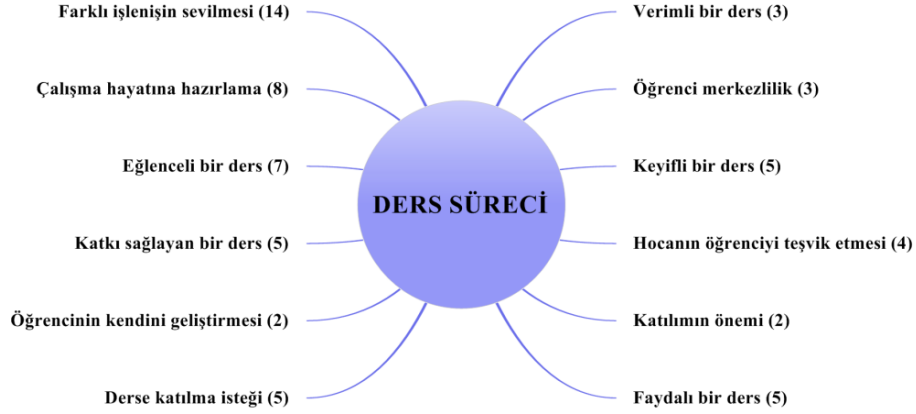 Farklı işlenişin sevilmesi (14)
Çalışma hayatına hazırlama (8)
Eğlenceli bir ders (7)
Katkı sağlayan bir ders (5)
Öğrencinin kendini geliştirmesi (2)
Derse katılma isteği (5)
DERS SÜRECİ
Verimli bir ders (3)
Öğrenci merkezlilik (3)
Keyifli bir ders (5)
Hocanın öğrenciyi teşvik etmesi (4)
Katılımın önemi (2)
Faydalı bir ders (5)